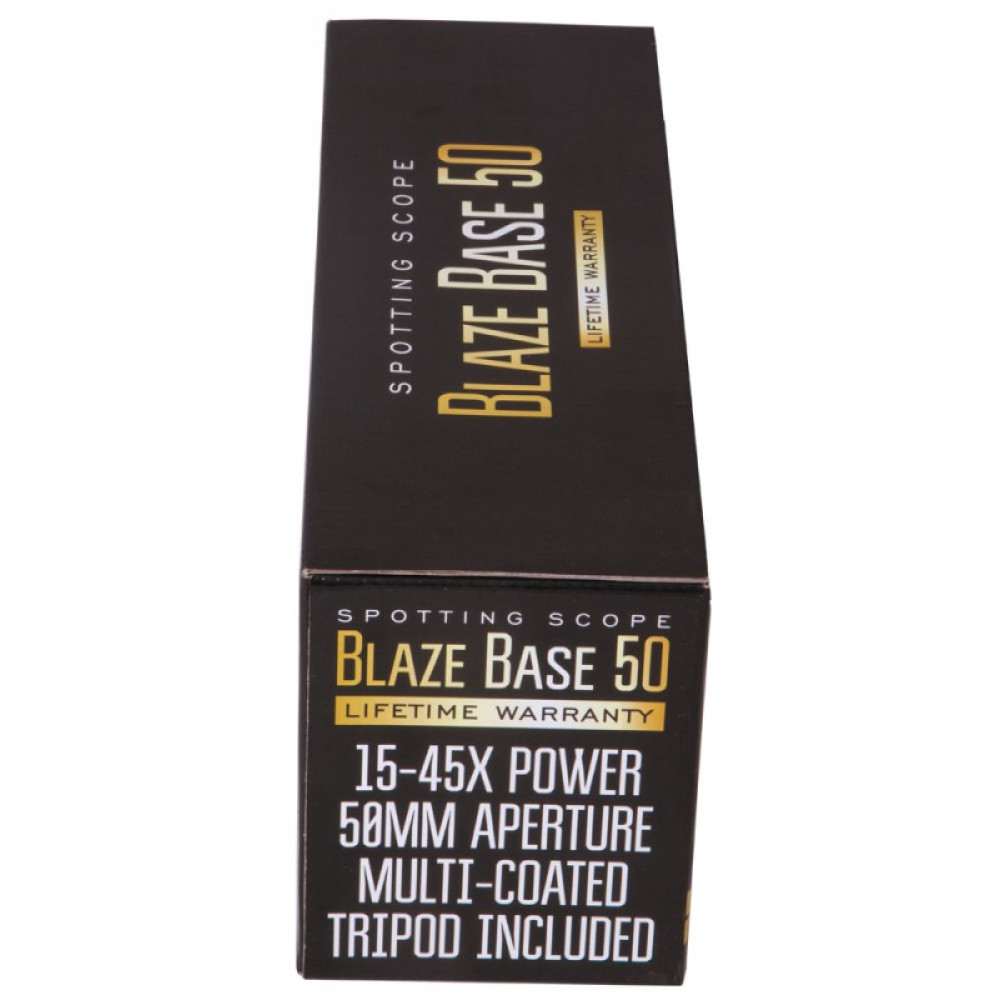 SPOTTING SCOPE
BLAZE BASE 50
LIFETIME WARRANTY
SPOTTING SCOPE
BLAZE BASE 50
LIFETIME WARRANTY
15-45X POWER
50MM APERTURE
MULTI-COATED
TRIPOD INCLUDED